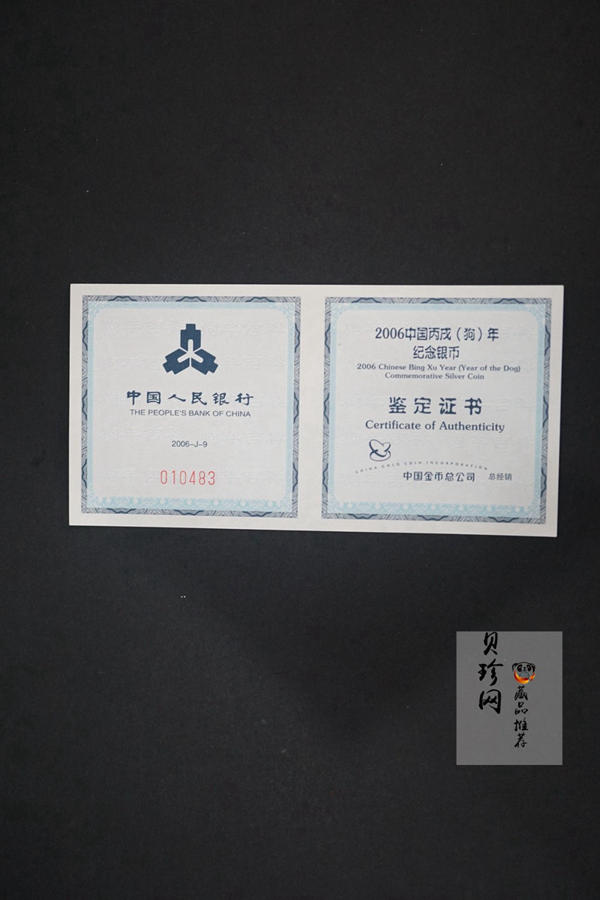 中国人民银行
THE PEOPLE'S BANK OF CHINA
2006-J-9
010483
2006中国丙戌（狗）年
纪念银币
2006 Chinese Bing Xu Year (Year of the Dog)
Commemorative Silver Coin
鉴定证书
Certificate of Authenticity
CHINA GOLD COIN INCORPORATION
中国金币总公司 总经销
贝珍网
藏品推荐